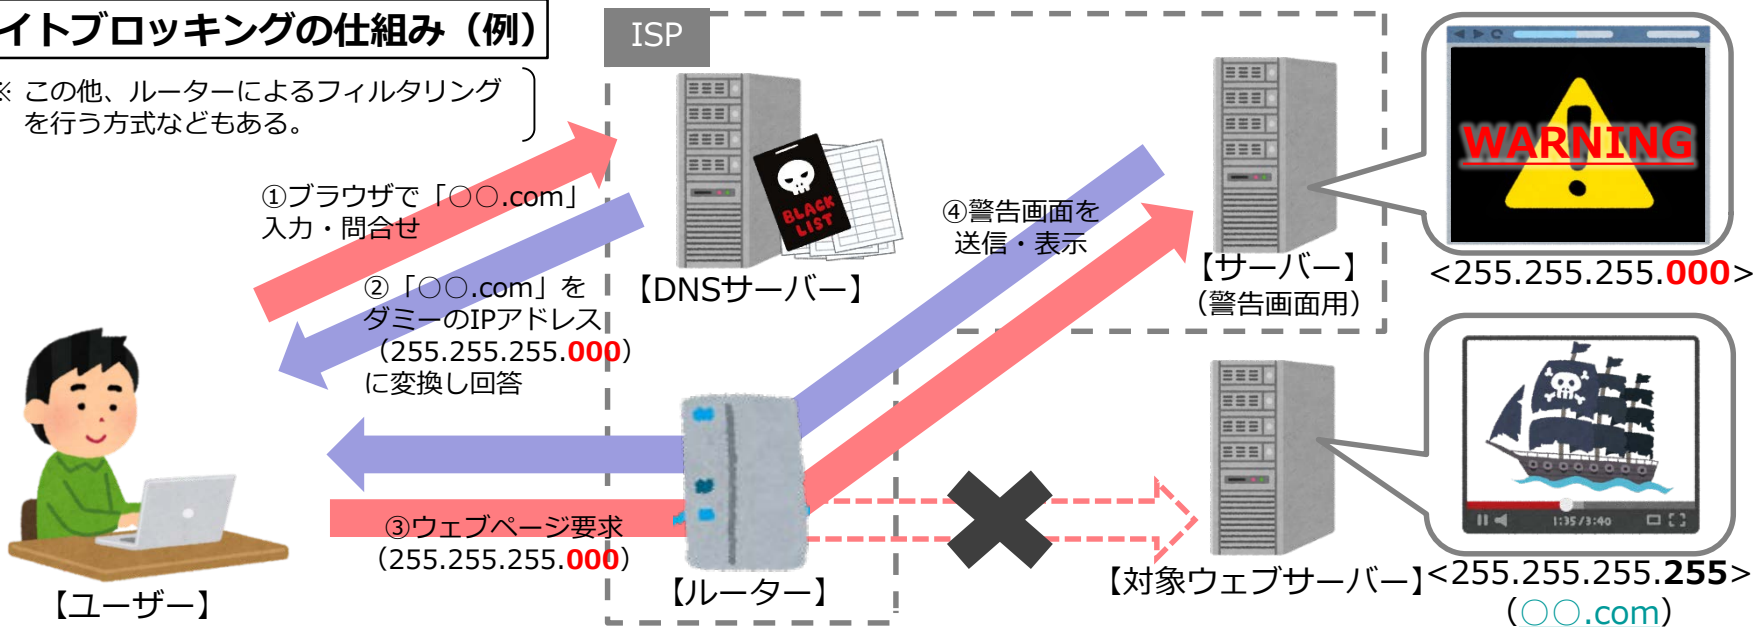 イトブロッキングの仕組み（例）
※ この他、ルーターによるフィルタリング
を行う方式などもある。
ISP
①ブラウザで「○○.com」
入力・問合せ
②「○○.com」を
ダミーのIPアドレス
（255.255.255.000）
に変換し回答
BLACK
LIST
【DNSサーバー】
④警告画面を
送信・表示
【サーバー】
（警告画面用）
WARNING
<255.255.255.000>
③ウェブページ要求
（255.255.255.000）
【ユーザー】
【ルーター】
【対象ウェブサーバー】
1:35/3:40
<255.255.255.255>
（○○.com）